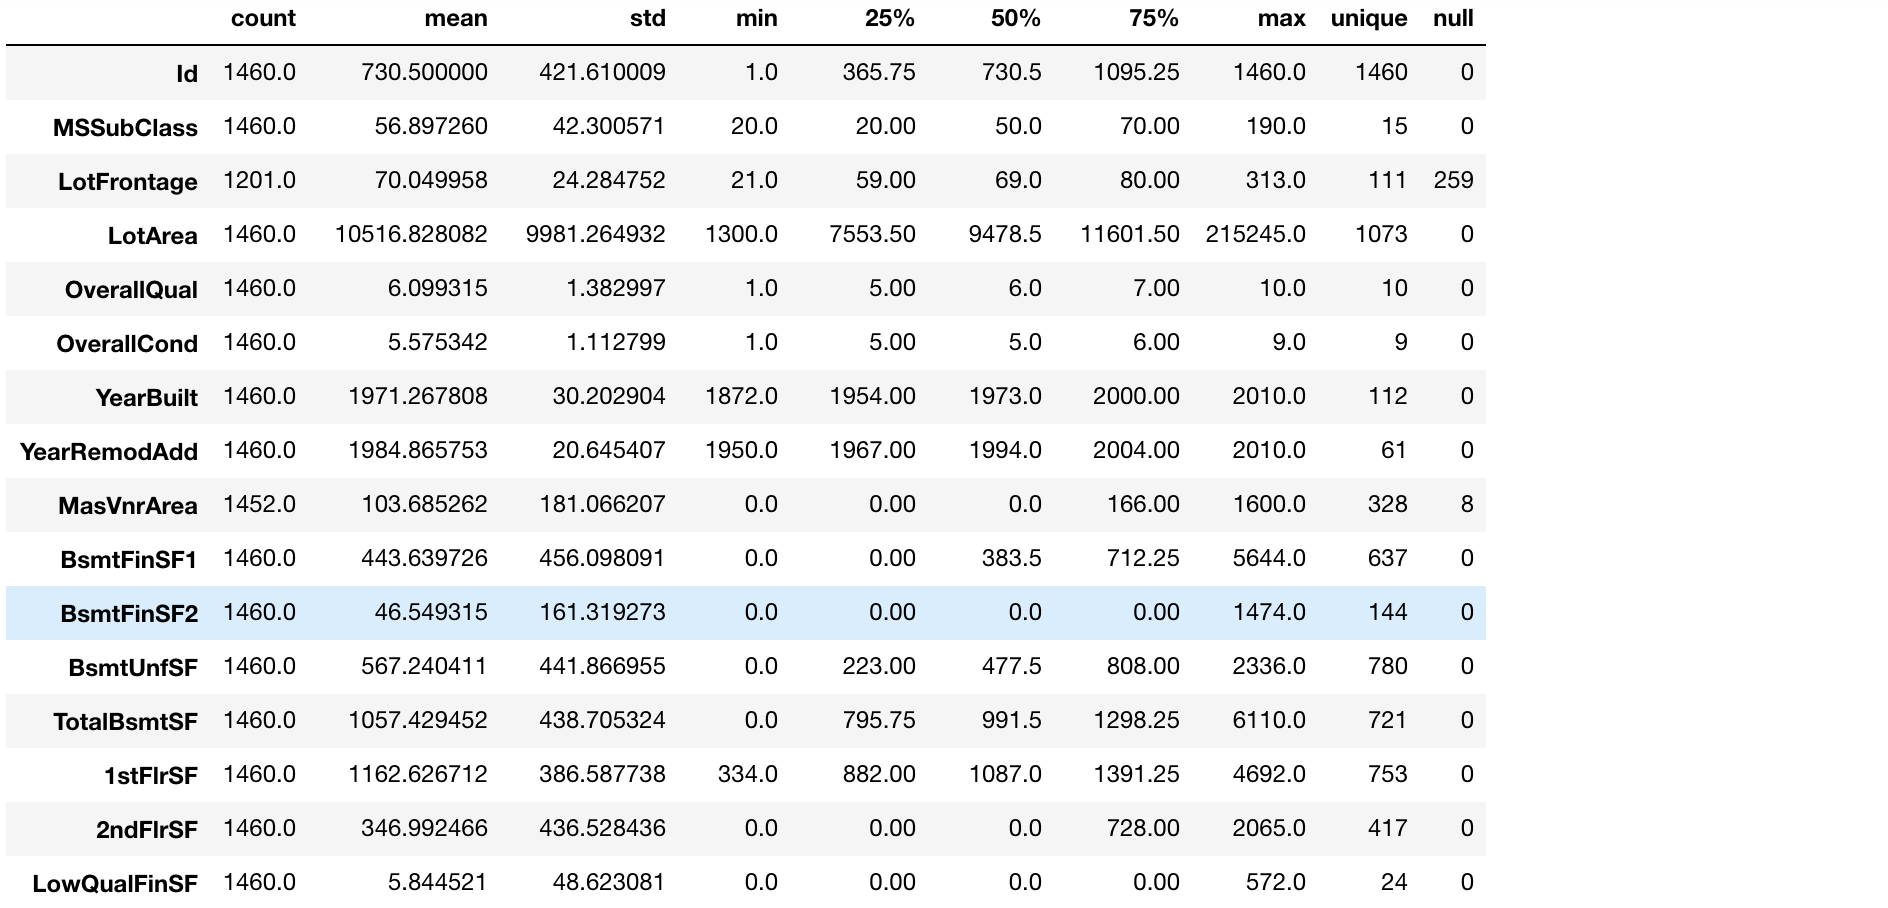 count mean std min 25% 50% 75% max unique null
Id 1460.0 730.500000 421.610009 1.0 365.75 730.5 1095.25 1460.0 1460 0
MSSubClass 1460.0 56.897260 42.300571 20.0 20.00 50.0 70.00 190.0 15 0
LotFrontage 1201.0 70.049958 24.284752 21.0 59.00 69.0 80.00 313.0 111 259
LotArea 1460.0 10516.828082 9981.264932 1300.0 7553.50 9478.5 11601.50 215245.0 1073 0
OverallQual 1460.0 6.099315 1.382997 1.0 5.00 6.0 7.00 10.0 10 0
OverallCond 1460.0 5.575342 1.112799 1.0 5.00 5.0 6.00 9.0 9 0
YearBuilt 1460.0 1971.267808 30.202904 1872.0 1954.00 1973.0 2000.00 2010.0 112 0
YearRemodAdd 1460.0 1984.865753 20.645407 1950.0 1967.00 1994.0 2004.00 2010.0 61 0
MasVnrArea 1452.0 103.685262 181.066207 0.0 0.00 0.0 166.00 1600.0 328 8
BsmtFinSF1 1460.0 443.639726 456.098091 0.0 0.00 383.5 712.25 5644.0 637 0
BsmtFinSF2 1460.0 46.549315 161.319273 0.0 0.00 0.0 0.00 1474.0 144 0
BsmtUnfSF 1460.0 567.240411 441.866955 0.0 223.00 477.5 808.00 2336.0 780 0
TotalBsmtSF 1460.0 1057.429452 438.705324 0.0 795.75 991.5 1298.25 6110.0 721 0
1stFlrSF 1460.0 1162.626712 386.587738 334.0 882.00 1087.0 1391.25 4692.0 753 0
2ndFlrSF 1460.0 346.992466 436.528436 0.0 0.00 0.0 728.00 2065.0 417 0
LowQualFinSF 1460.0 5.844521 48.623081 0.0 0.00 0.0 0.00 572.0 24 0